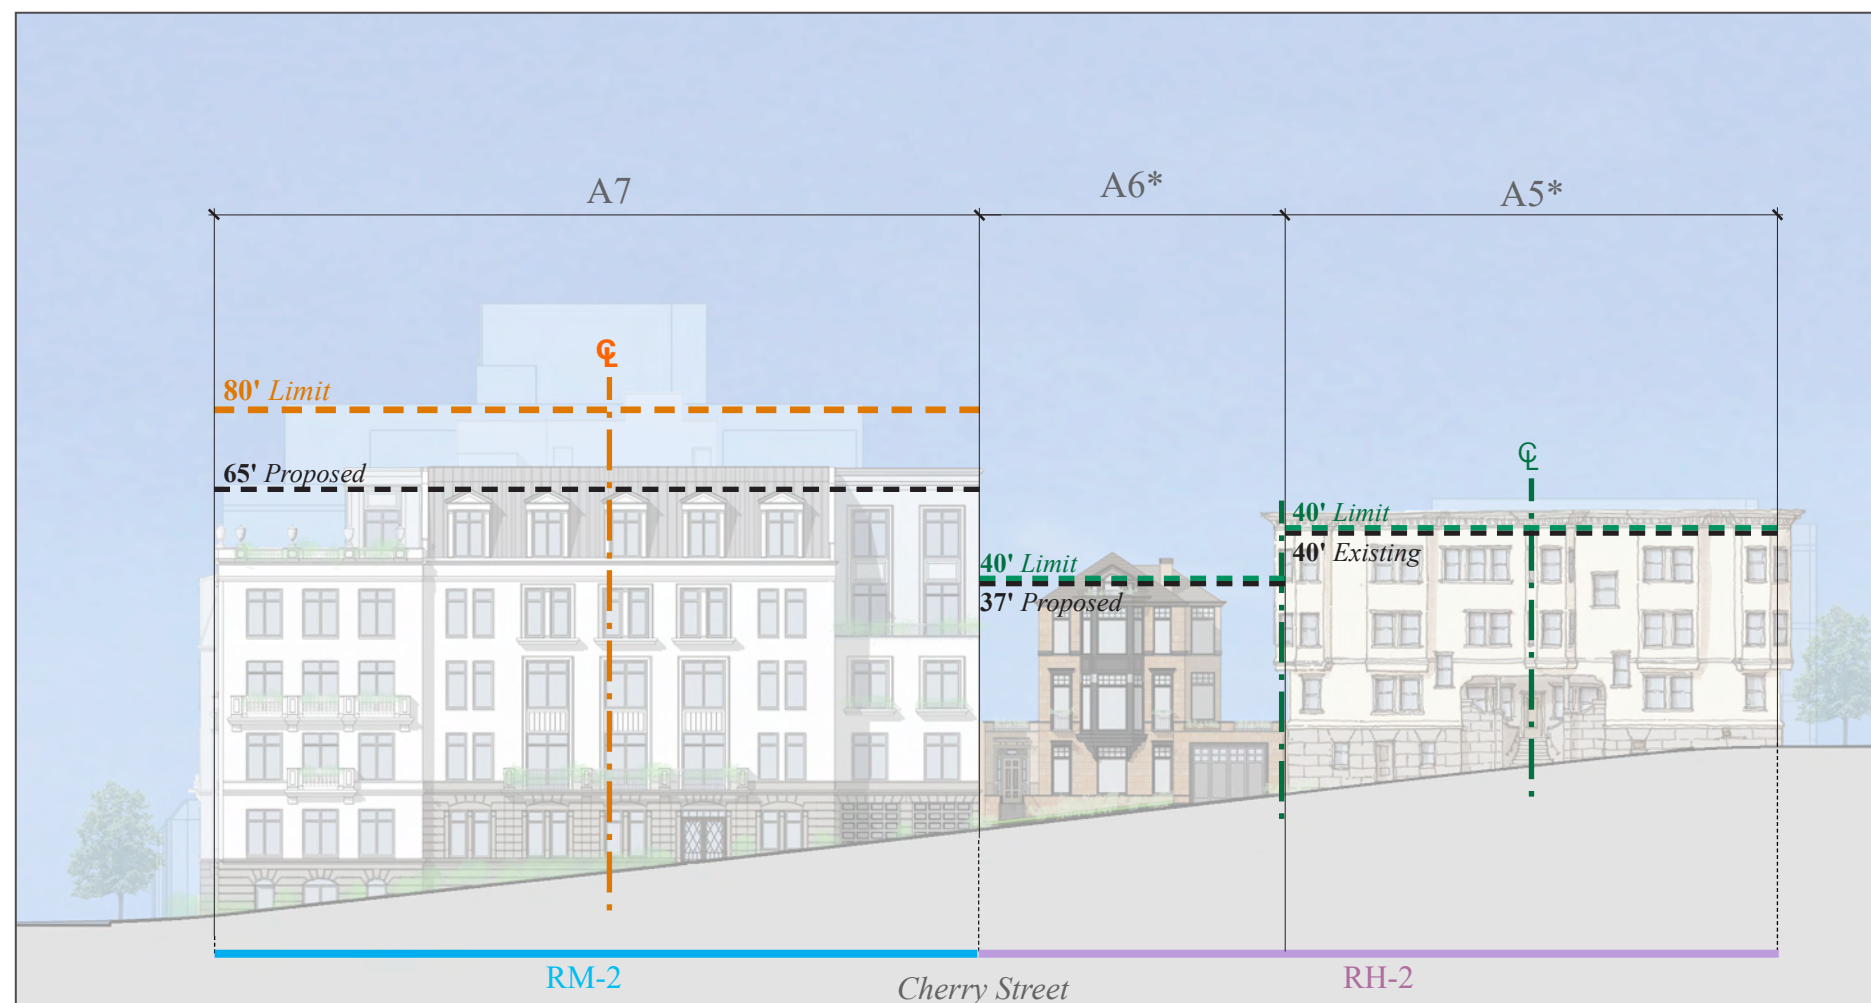 A7
A6*
A5*
℄
80' Limit
65' Proposed
℄
40' Limit
40' Existing
40' Limit
37' Proposed
RM-2
RH-2
Cherry Street